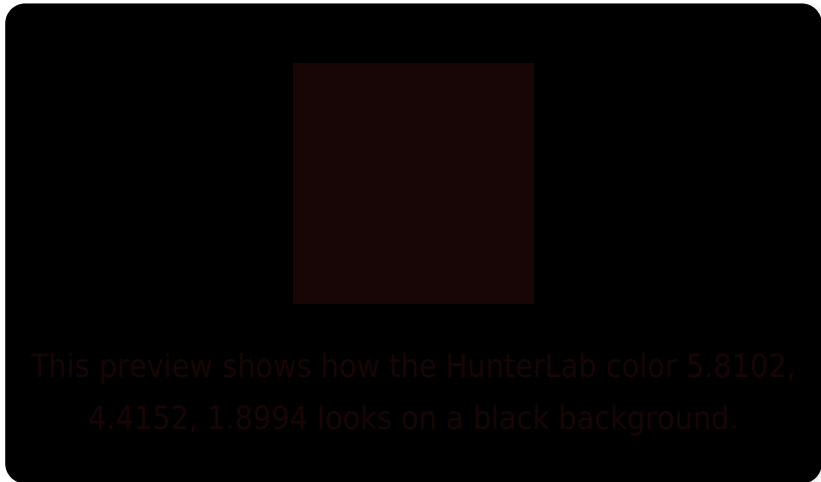 This preview shows how the HunterLab color 5.8102,
4.4152, 1.8994 looks on a black background.